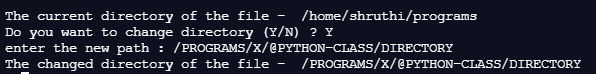 The current directory of the file -  /home/shruthi/programs
Do you want to change directory (Y/N) ? Y
enter the new path : /PROGRAMS/X/@PYTHON-CLASS/DIRECTORY
The changed directory of the file -  /PROGRAMS/X/@PYTHON-CLASS/DIRECTORY